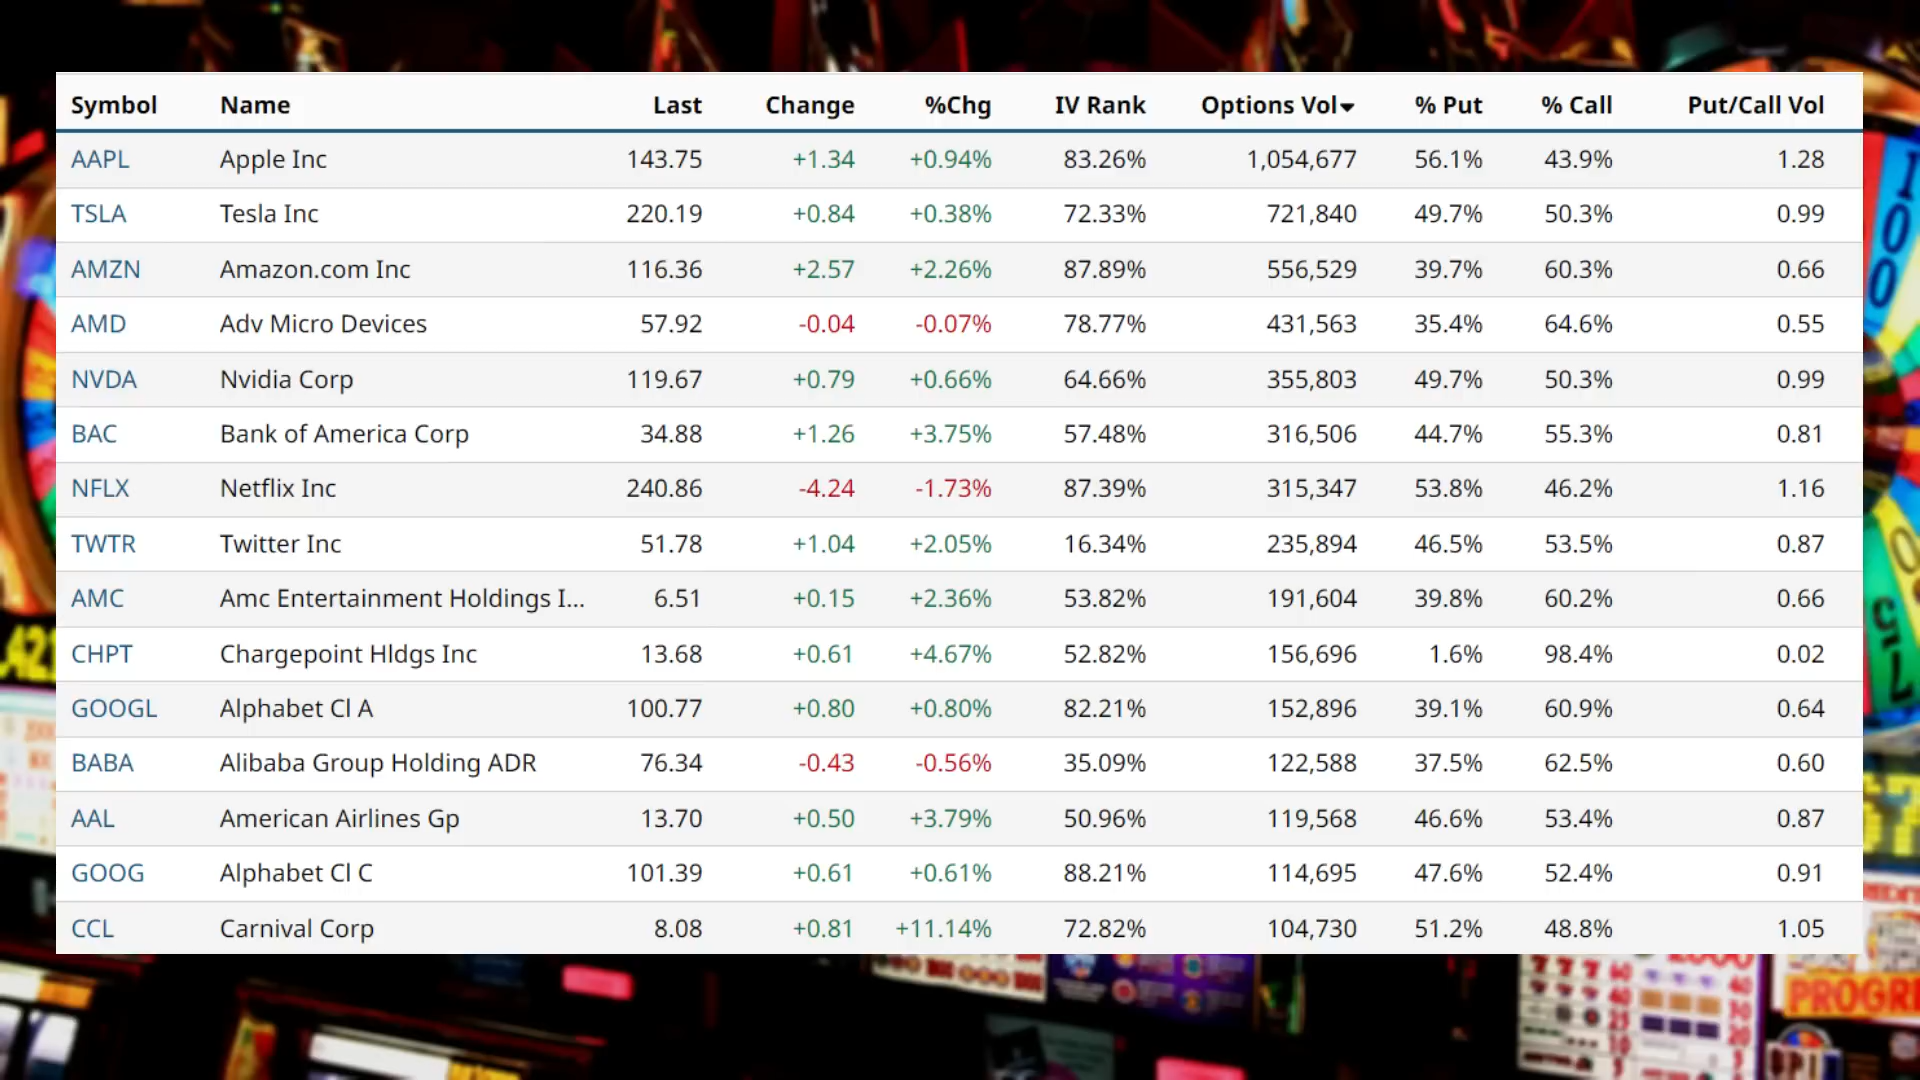 Symbol Name Last Change %Chg IV Rank Options Vol % Put % Call Put/Call Vol
AAPL Apple Inc 143.75 +1.34 +0.94% 83.26% 1,054,677 56.1% 43.9% 1.28
TSLA Tesla Inc 220.19 +0.84 +0.38% 72.33% 721,840 49.7% 50.3% 0.99
AMZN Amazon.com Inc 116.36 +2.57 +2.26% 87.89% 556,529 39.7% 60.3% 0.66
AMD Adv Micro Devices 57.92 -0.04 -0.07% 78.77% 431,563 35.4% 64.6% 0.55
NVDA Nvidia Corp 119.67 +0.79 +0.66% 64.66% 355,803 49.7% 50.3% 0.99
BAC Bank of America Corp 34.88 +1.26 +3.75% 57.48% 316,506 44.7% 55.3% 0.81
NFLX Netflix Inc 240.86 -4.24 -1.73% 87.39% 315,347 53.8% 46.2% 1.16
TWTR Twitter Inc 51.78 +1.04 +2.05% 16.34% 235,894 46.5% 53.5% 0.87
AMC Amc Entertainment Holdings I... 6.51 +0.15 +2.36% 53.82% 191,604 39.8% 60.2% 0.66
CHPT Chargepoint Hldgs Inc 13.68 +0.61 +4.67% 52.82% 156,696 1.6% 98.4% 0.02
GOOGL Alphabet Cl A 100.77 +0.80 +0.80% 82.21% 152,896 39.1% 60.9% 0.64
BABA Alibaba Group Holding ADR 76.34 -0.43 -0.56% 35.09% 122,588 37.5% 62.5% 0.60
AAL American Airlines Gp 13.70 +0.50 +3.79% 50.96% 119,568 46.6% 53.4% 0.87
GOOG Alphabet Cl C 101.39 +0.61 +0.61% 88.21% 114,695 47.6% 52.4% 0.91
CCL Carnival Corp 8.08 +0.81 +11.14% 72.82% 104,730 51.2% 48.8% 1.05
100
PROGR